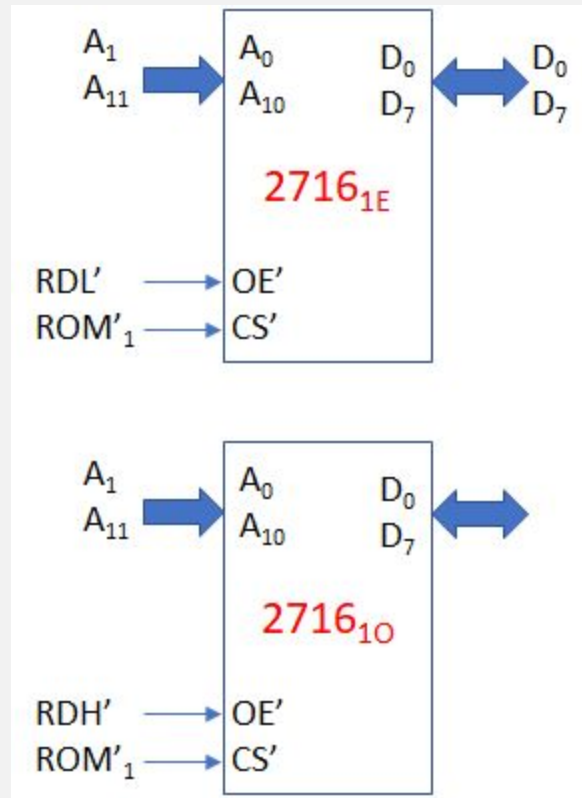 A₁ A₀ D₀ D₀
A₁₁ A₁₀ D₇ D₇
2716₁E
RDL’ OE’
ROM’₁ CS’
A₁ A₀ D₀
A₁₁ A₁₀ D₇
2716₁O
RDH’ OE’
ROM’₁ CS’